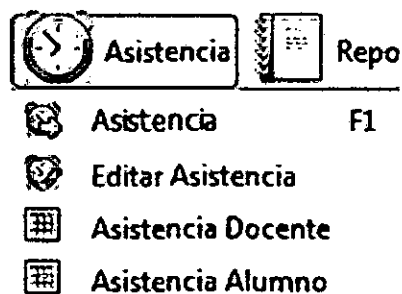 Asistencia Repo
Asistencia F1
Editar Asistencia
Asistencia Docente
Asistencia Alumno